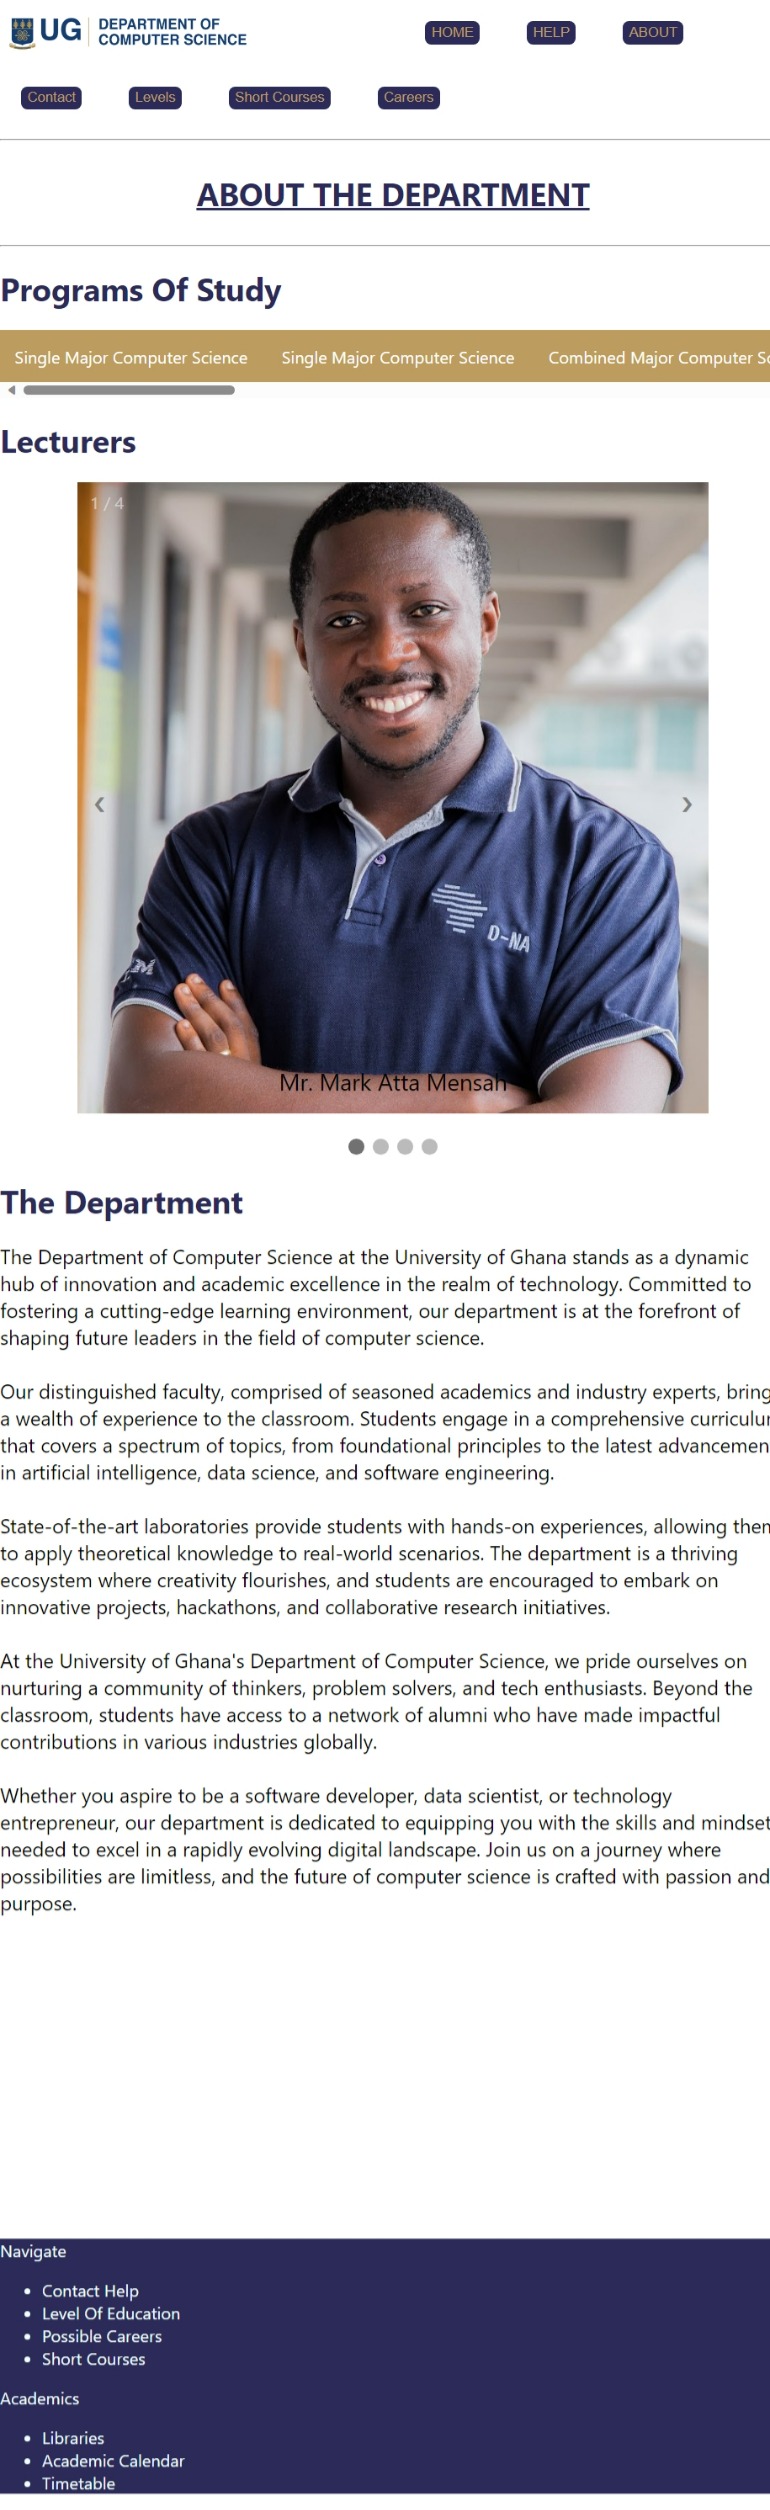 UG DEPARTMENT OF
COMPUTER SCIENCE
HOME HELP ABOUT
Contact Levels Short Courses Careers
ABOUT THE DEPARTMENT
Programs Of Study
Single Major Computer Science Single Major Computer Science Combined Major Computer Sc
Lecturers
1 / 4
D-NA
Mr. Mark Atta Mensah
The Department
The Department of Computer Science at the University of Ghana stands as a dynamic
hub of innovation and academic excellence in the realm of technology. Committed to
fostering a cutting-edge learning environment, our department is at the forefront of
shaping future leaders in the field of computer science.
Our distinguished faculty, comprised of seasoned academics and industry experts, bring
a wealth of experience to the classroom. Students engage in a comprehensive curriculu
that covers a spectrum of topics, from foundational principles to the latest advancemen
in artificial intelligence, data science, and software engineering.
State-of-the-art laboratories provide students with hands-on experiences, allowing them
to apply theoretical knowledge to real-world scenarios. The department is a thriving
ecosystem where creativity flourishes, and students are encouraged to embark on
innovative projects, hackathons, and collaborative research initiatives.
At the University of Ghana's Department of Computer Science, we pride ourselves on
nurturing a community of thinkers, problem solvers, and tech enthusiasts. Beyond the
classroom, students have access to a network of alumni who have made impactful
contributions in various industries globally.
Whether you aspire to be a software developer, data scientist, or technology
entrepreneur, our department is dedicated to equipping you with the skills and mindset
needed to excel in a rapidly evolving digital landscape. Join us on a journey where
possibilities are limitless, and the future of computer science is crafted with passion and
purpose.
Navigate
Contact Help
Level Of Education
Possible Careers
Short Courses
Academics
Libraries
Academic Calendar
Timetable